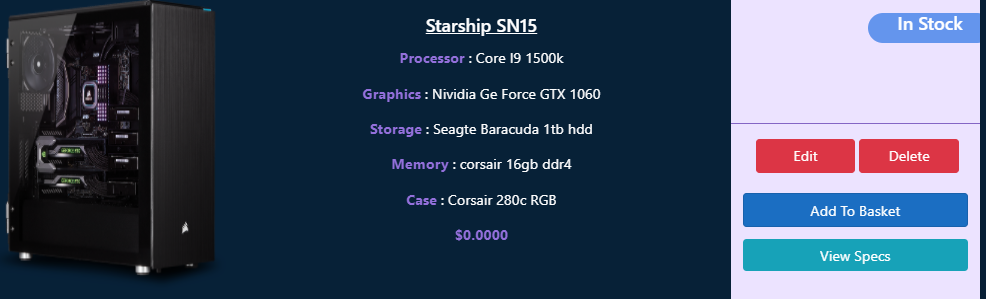 Starship SN15
Processor : Core I9 1500k
Graphics : Nividia Ge Force GTX 1060
Storage : Seagte Baracuda 1tb hdd
Memory : corsair 16gb ddr4
Case : Corsair 280c RGB
$0.0000
In Stock
Edit
Delete
Add To Basket
View Specs